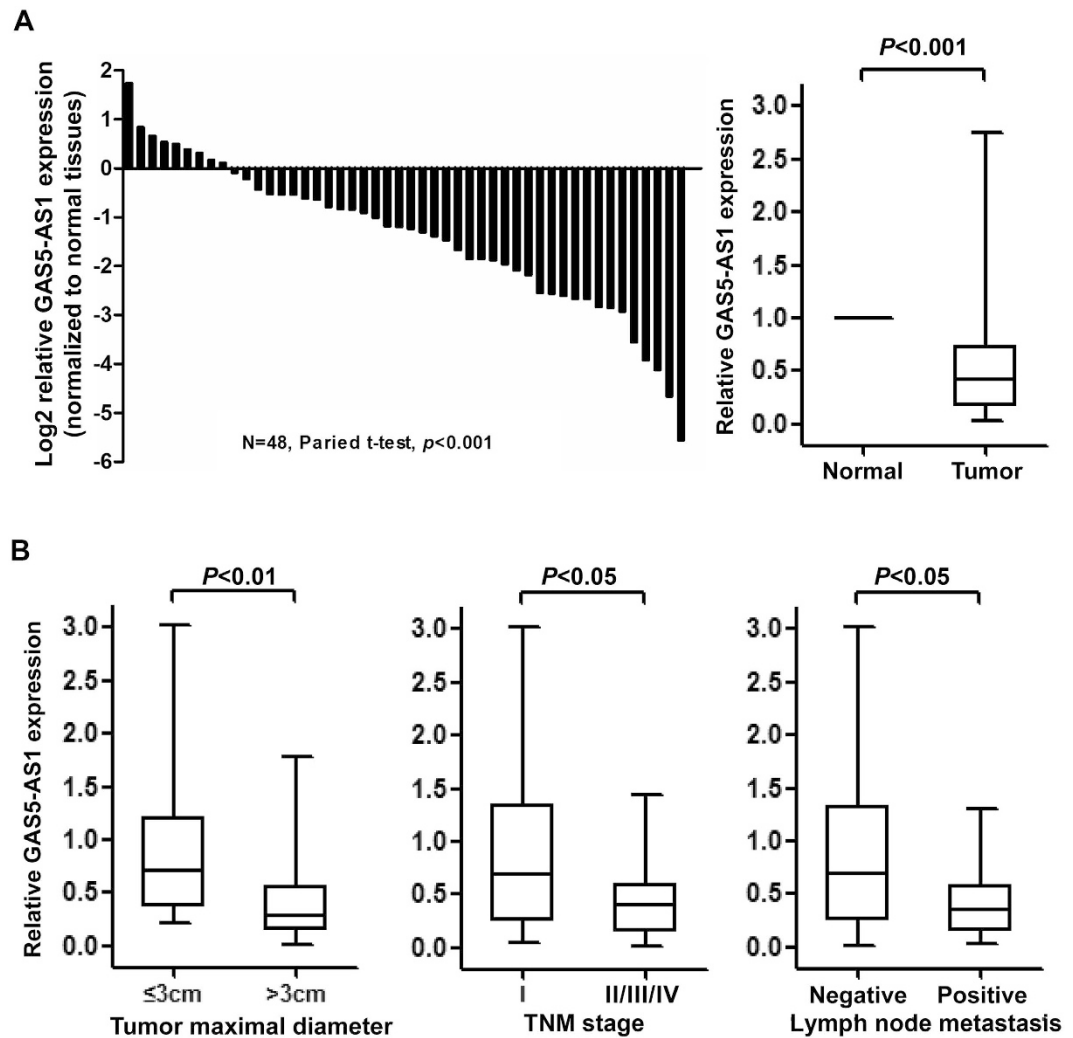 A
Log2 relative GAS5-AS1 expression
(normalized to normal tissues)
2
1
0
-1
-2
-3
-4
-5
-6
N=48, Paried t-test, p<0.001
P<0.001
Relative GAS5-AS1 expression
3.0
2.5
2.0
1.5
1.0
0.5
0.0
Normal Tumor
B
Relative GAS5-AS1 expression
P<0.01
3.0
2.5
2.0
1.5
1.0
0.5
0.0
≤3cm >3cm
Tumor maximal diameter
P<0.05
3.0
2.5
2.0
1.5
1.0
0.5
0.0
I II/III/IV
TNM stage
P<0.05
3.0
2.5
2.0
1.5
1.0
0.5
0.0
Negative Positive
Lymph node metastasis